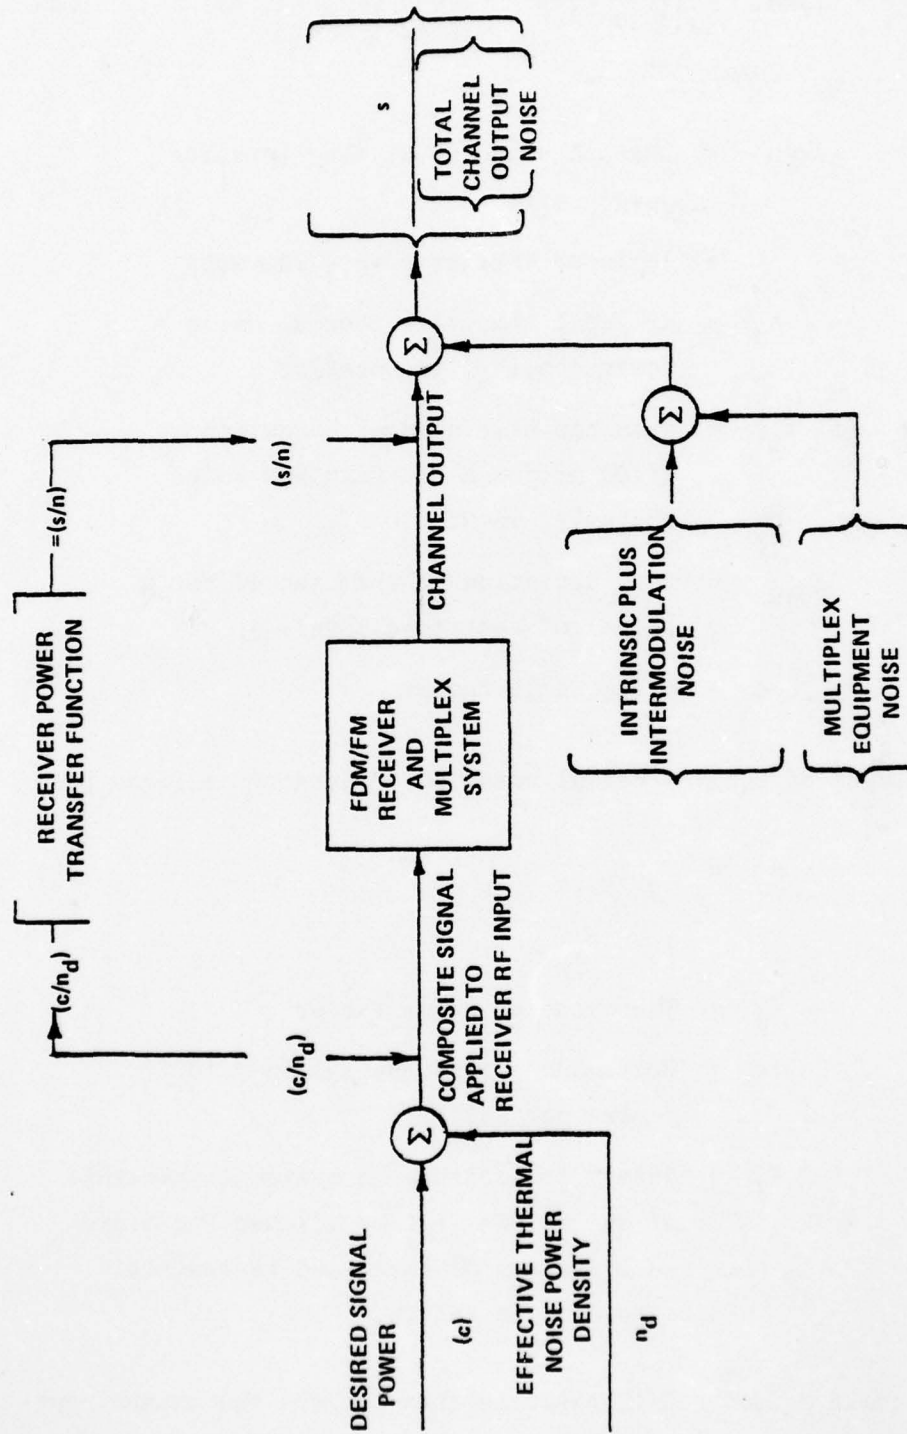 RECEIVER POWER
TRANSFER FUNCTION
(c/n_d)
=(s/n)
(c/n_d)
(s/n)
DESIRED SIGNAL
POWER
(c)
EFFECTIVE THERMAL
NOISE POWER
DENSITY
n_d
Σ
COMPOSITE SIGNAL
APPLIED TO
RECEIVER RF INPUT
FDM/FM
RECEIVER
AND
MULTIPLEX
SYSTEM
CHANNEL OUTPUT
Σ
s
TOTAL
CHANNEL
OUTPUT
NOISE
Σ
INTRINSIC PLUS
INTERMODULATION
NOISE
MULTIPLEX
EQUIPMENT
NOISE